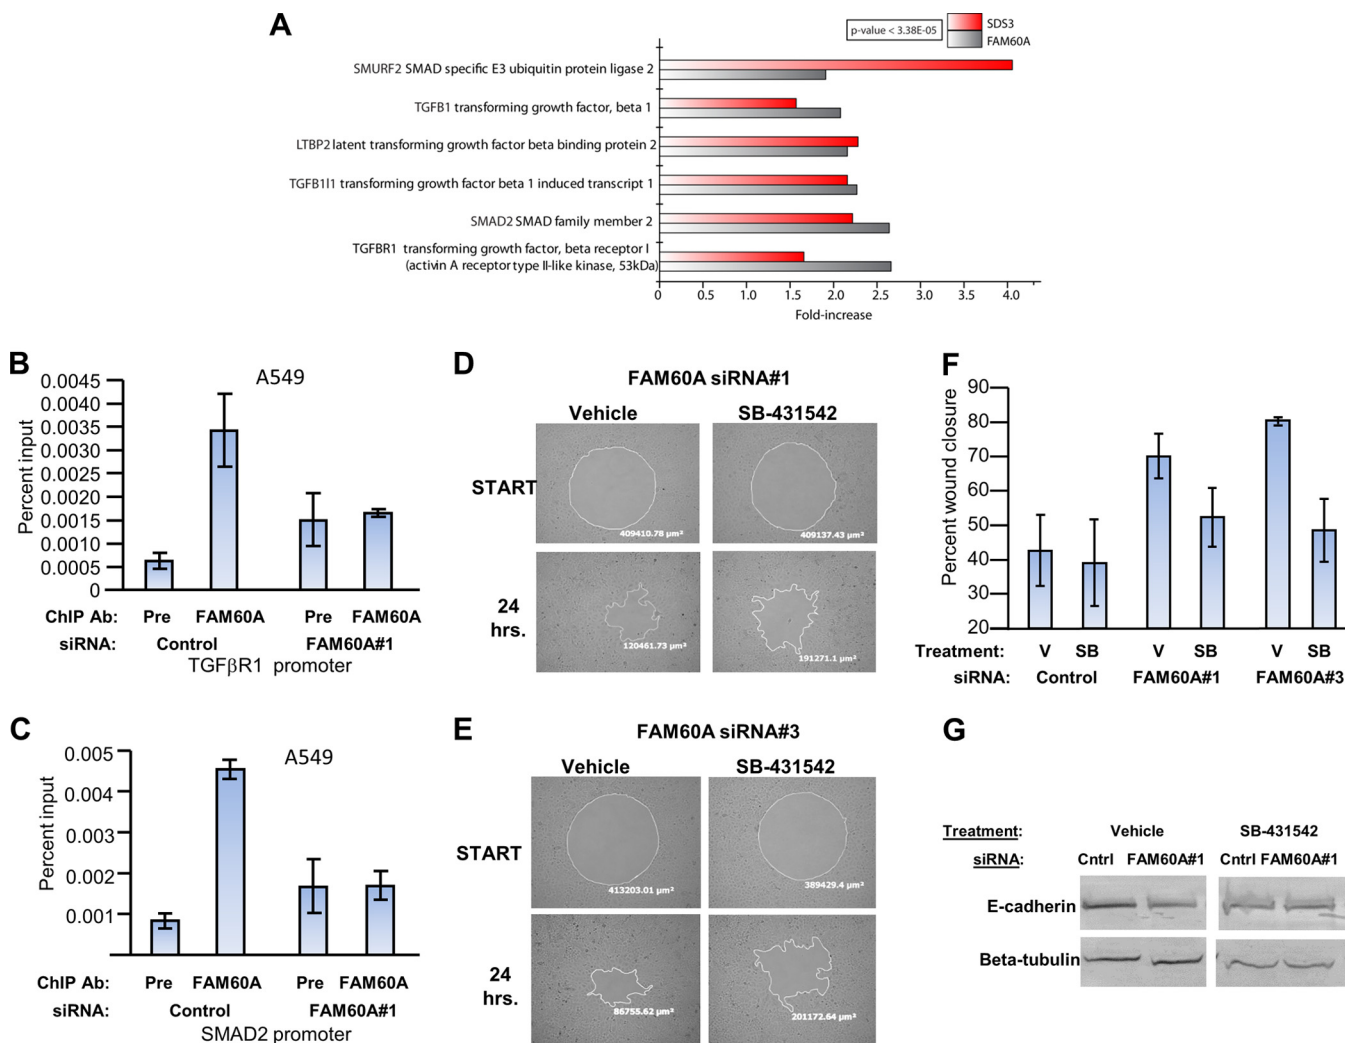 A
p-value < 3.38E-05
SDS3
FAM60A
SMURF2 SMAD specific E3 ubiquitin protein ligase 2
TGFB1 transforming growth factor, beta 1
LTBP2 latent transforming growth factor beta binding protein 2
TGFB1I1 transforming growth factor beta 1 induced transcript 1
SMAD2 SMAD family member 2
TGFBR1 transforming growth factor, beta receptor I
(activin A receptor type II-like kinase, 53kDa)
0 0.5 1.0 1.5 2.0 2.5 3.0 3.5 4.0
Fold-increase
B
A549
Percent input
0.0045
0.0040
0.0035
0.0030
0.0025
0.0020
0.0015
0.0010
0.0005
0
ChIP Ab: Pre FAM60A Pre FAM60A
siRNA: Control FAM60A#1
TGFβR1 promoter
C
A549
Percent input
0.005
0.004
0.003
0.002
0.001
ChIP Ab: Pre FAM60A Pre FAM60A
siRNA: Control FAM60A#1
SMAD2 promoter
D
FAM60A siRNA#1
Vehicle SB-431542
START
409410.78 µm² 409137.43 µm²
24
hrs.
120461.73 µm² 191271.1 µm²
E
FAM60A siRNA#3
Vehicle SB-431542
START
413203.01 µm² 389429.4 µm²
24
hrs.
86755.62 µm² 201172.64 µm²
F
Percent wound closure
90
80
70
60
50
40
30
20
Treatment: V SB V SB V SB
siRNA: Control FAM60A#1 FAM60A#3
G
Treatment: Vehicle SB-431542
siRNA: Cntrl FAM60A#1 Cntrl FAM60A#1
E-cadherin
Beta-tubulin